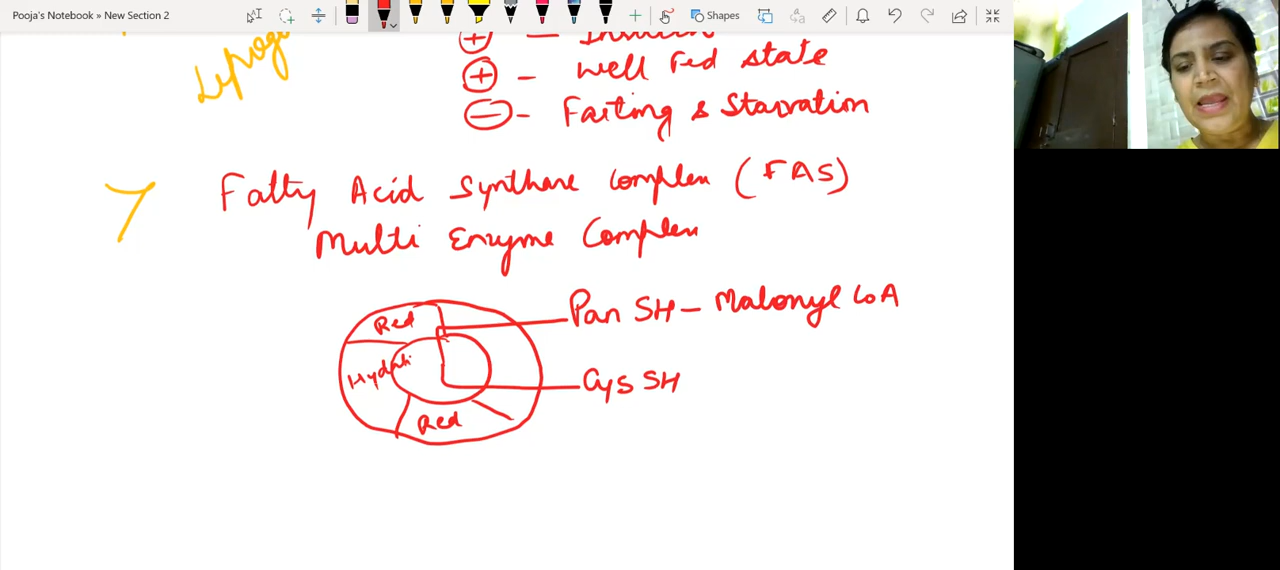 Pooja's Notebook » New Section 2
Shapes
Lipog
+ -
+ - Well Fed state
- - Fasting & Starvation
7 Fatty Acid Synthase Complex (FAS)
Multi Enzyme Complex
Red
Pan SH - Malonyl CoA
Cys SH
Red